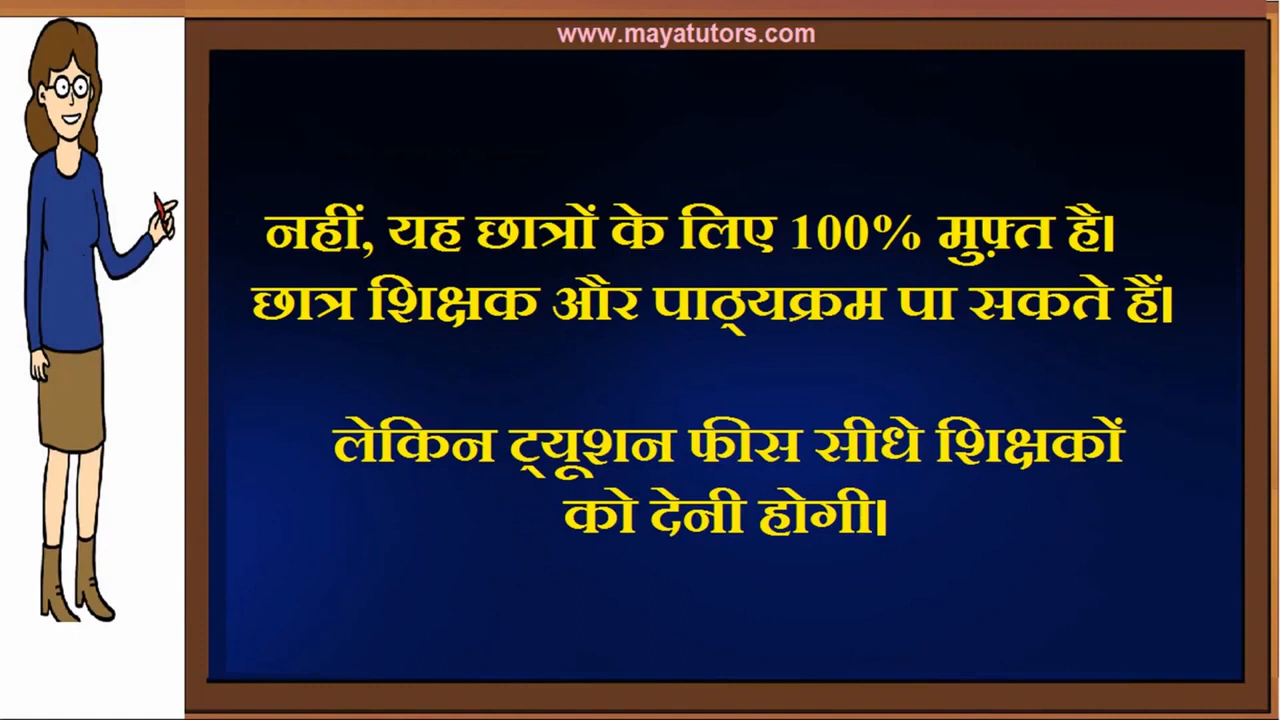 www.mayatutors.com
नहीं, यह छात्रों के लिए 100% मुफ़्त है।
छात्र शिक्षक और पाठ्यक्रम पा सकते हैं।
लेकिन ट्यूशन फीस सीधे शिक्षकों
को देनी होगी।